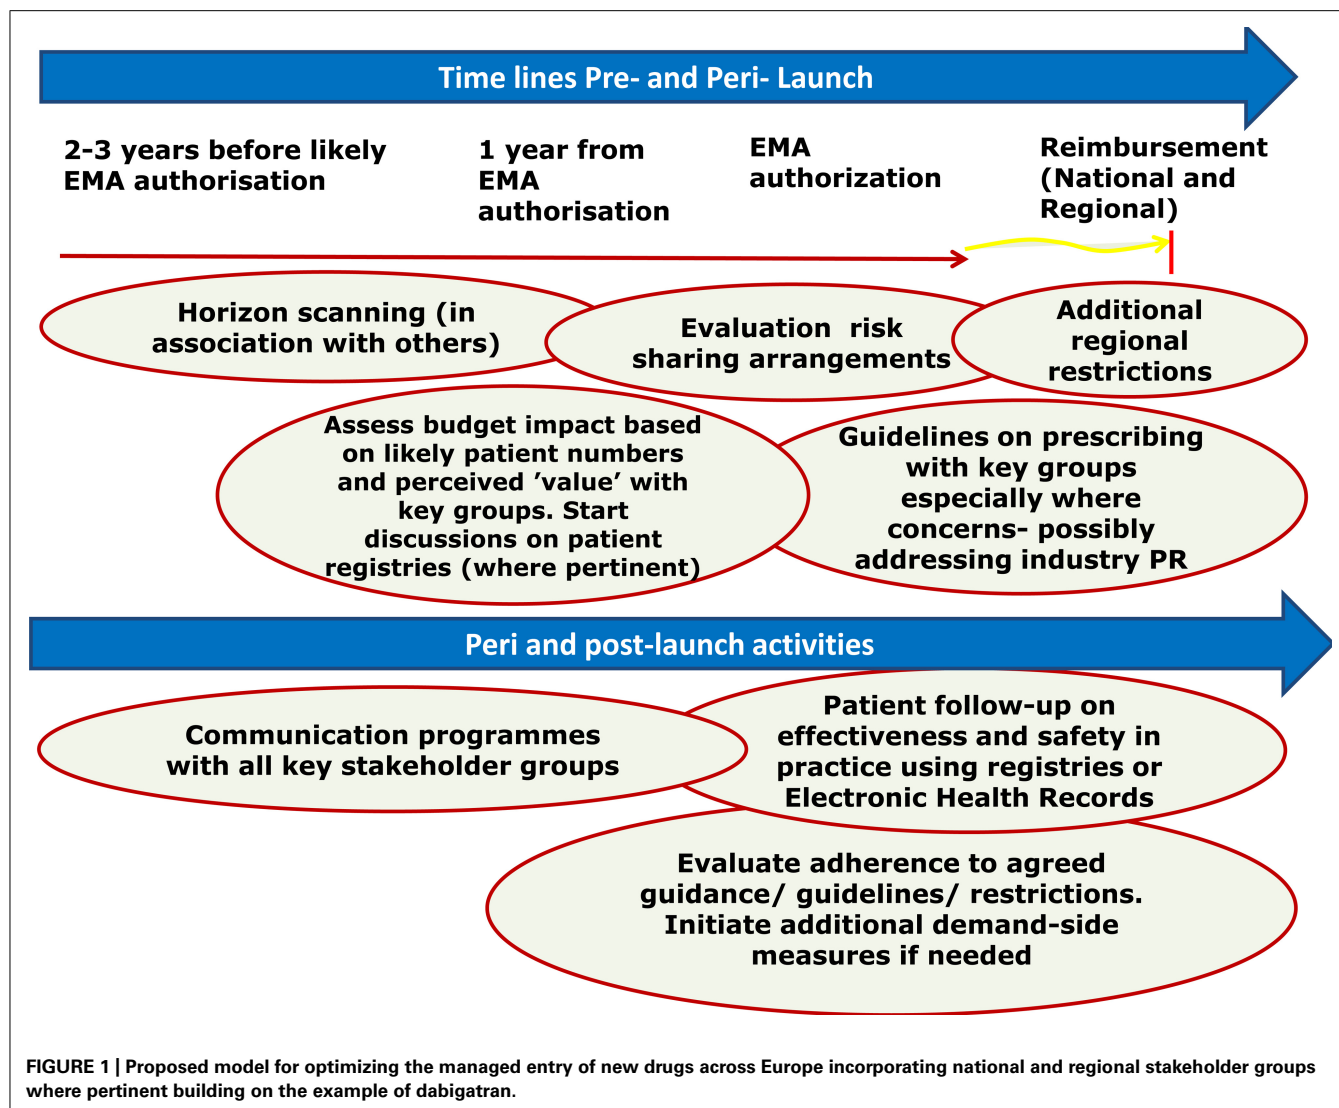 Time lines Pre- and Peri- Launch
2-3 years before likely
EMA authorisation
1 year from
EMA
authorisation
EMA
authorization
Reimbursement
(National and
Regional)
Horizon scanning (in
association with others)
Evaluation risk
sharing arrangements
Additional
regional
restrictions
Assess budget impact based
on likely patient numbers
and perceived ’value’ with
key groups. Start
discussions on patient
registries (where pertinent)
Guidelines on prescribing
with key groups
especially where
concerns- possibly
addressing industry PR
Peri and post-launch activities
Communication programmes
with all key stakeholder groups
Patient follow-up on
effectiveness and safety in
practice using registries or
Electronic Health Records
Evaluate adherence to agreed
guidance/ guidelines/ restrictions.
Initiate additional demand-side
measures if needed
FIGURE 1 | Proposed model for optimizing the managed entry of new drugs across Europe incorporating national and regional stakeholder groups
where pertinent building on the example of dabigatran.